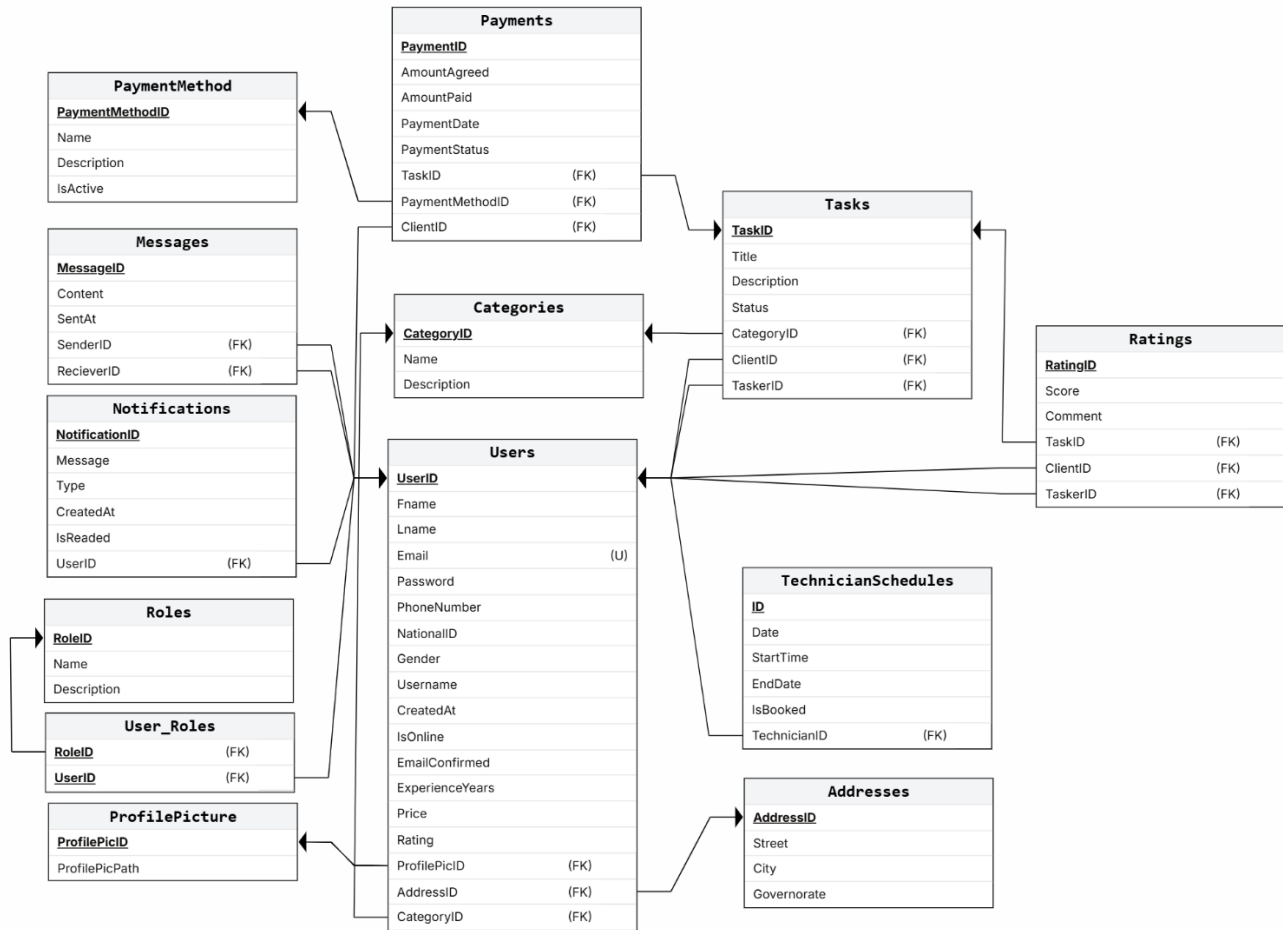 Payments
PaymentID
AmountAgreed
AmountPaid
PaymentDate
PaymentStatus
TaskID (FK)
PaymentMethodID (FK)
ClientID (FK)
PaymentMethod
PaymentMethodID
Name
Description
IsActive
Messages
MessageID
Content
SentAt
SenderID (FK)
RecieverID (FK)
Notifications
NotificationID
Message
Type
CreatedAt
IsReaded
UserID (FK)
Roles
RoleID
Name
Description
User_Roles
RoleID (FK)
UserID (FK)
ProfilePicture
ProfilePicID
ProfilePicPath
Categories
CategoryID
Name
Description
Users
UserID
Fname
Lname
Email (U)
Password
PhoneNumber
NationalID
Gender
Username
CreatedAt
IsOnline
EmailConfirmed
ExperienceYears
Price
Rating
ProfilePicID (FK)
AddressID (FK)
CategoryID (FK)
Tasks
TaskID
Title
Description
Status
CategoryID (FK)
ClientID (FK)
TaskerID (FK)
Ratings
RatingID
Score
Comment
TaskID (FK)
ClientID (FK)
TaskerID (FK)
TechnicianSchedules
ID
Date
StartTime
EndDate
IsBooked
TechnicianID (FK)
Addresses
AddressID
Street
City
Governorate